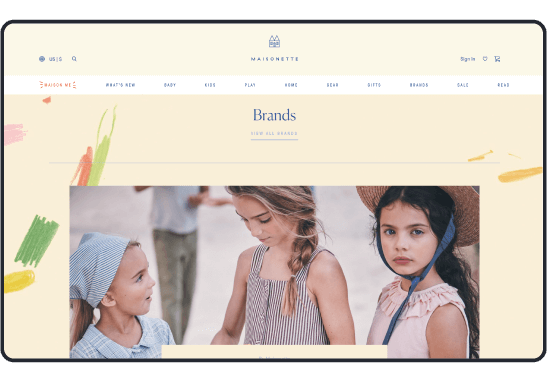 US | $
MAISONETTE
Sign In
MAISON ME
WHAT'S NEW
BABY
KIDS
PLAY
HOME
GEAR
GIFTS
BRANDS
SALE
READ
Brands
VIEW ALL BRANDS